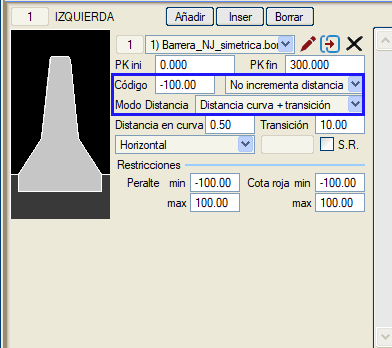 1 IZQUIERDA Añadir Inser Borrar
1 1) Barrera_NJ_simetrica.bor
PK ini 0.000 PK fin 300.000
Código -100.00 No incrementa distancia
Modo Distancia Distancia curva + transición
Distancia en curva 0.50 Transición 10.00
Horizontal S.R.
Restricciones
Peralte min -100.00 Cota roja min -100.00
max 100.00 max 100.00